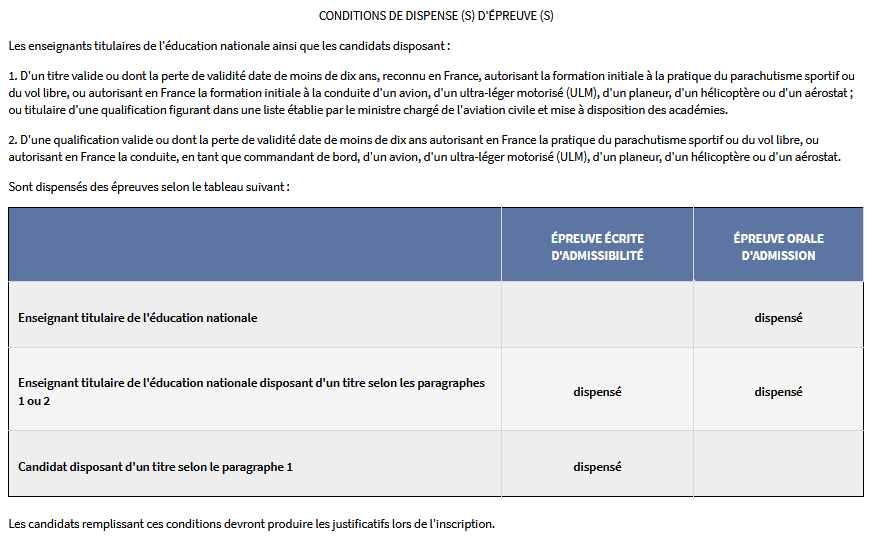 CONDITIONS DE DISPENSE (S) D'ÉPREUVE (S)
Les enseignants titulaires de l'éducation nationale ainsi que les candidats disposant :
1. D'un titre valide ou dont la perte de validité date de moins de dix ans, reconnu en France, autorisant la formation initiale à la pratique du parachutisme sportif ou
du vol libre, ou autorisant en France la formation initiale à la conduite d'un avion, d'un ultra-léger motorisé (ULM), d'un planeur, d'un hélicoptère ou d'un aérostat ;
ou titulaire d'une qualification figurant dans une liste établie par le ministre chargé de l'aviation civile et mise à disposition des académies.
2. D'une qualification valide ou dont la perte de validité date de moins de dix ans autorisant en France la pratique du parachutisme sportif ou du vol libre, ou
autorisant en France la conduite, en tant que commandant de bord, d'un avion, d'un ultra-léger motorisé (ULM), d'un planeur, d'un hélicoptère ou d'un aérostat.
Sont dispensés des épreuves selon le tableau suivant :
ÉPREUVE ÉCRITE
D'ADMISSIBILITÉ
ÉPREUVE ORALE
D'ADMISSION
Enseignant titulaire de l'éducation nationale
dispensé
Enseignant titulaire de l'éducation nationale disposant d'un titre selon les paragraphes
1 ou 2
dispensé
dispensé
Candidat disposant d'un titre selon le paragraphe 1
dispensé
Les candidats remplissant ces conditions devront produire les justificatifs lors de l'inscription.